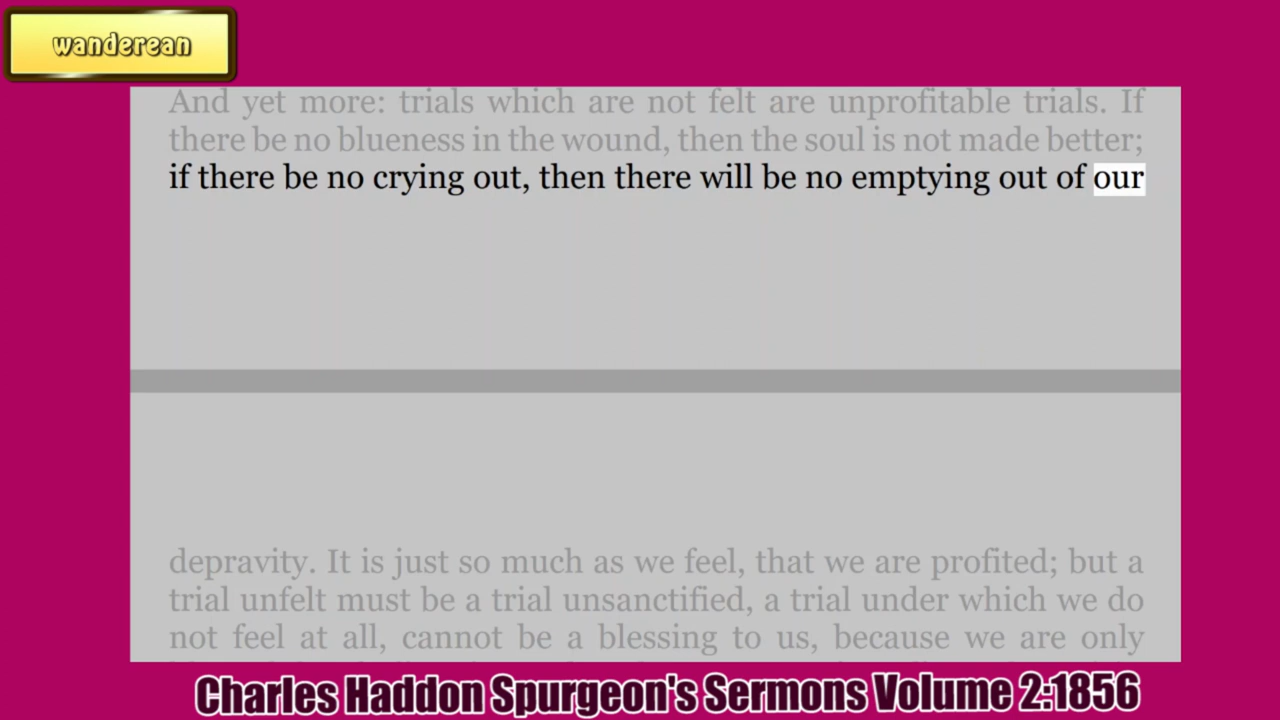 wanderean
And yet more: trials which are not felt are unprofitable trials. If
there be no blueness in the wound, then the soul is not made better;
if there be no crying out, then there will be no emptying out of our
depravity. It is just so much as we feel, that we are profited; but a
trial unfelt must be a trial unsanctified, a trial under which we do
not feel at all, cannot be a blessing to us, because we are only
Charles Haddon Spurgeon's Sermons Volume 2:1856